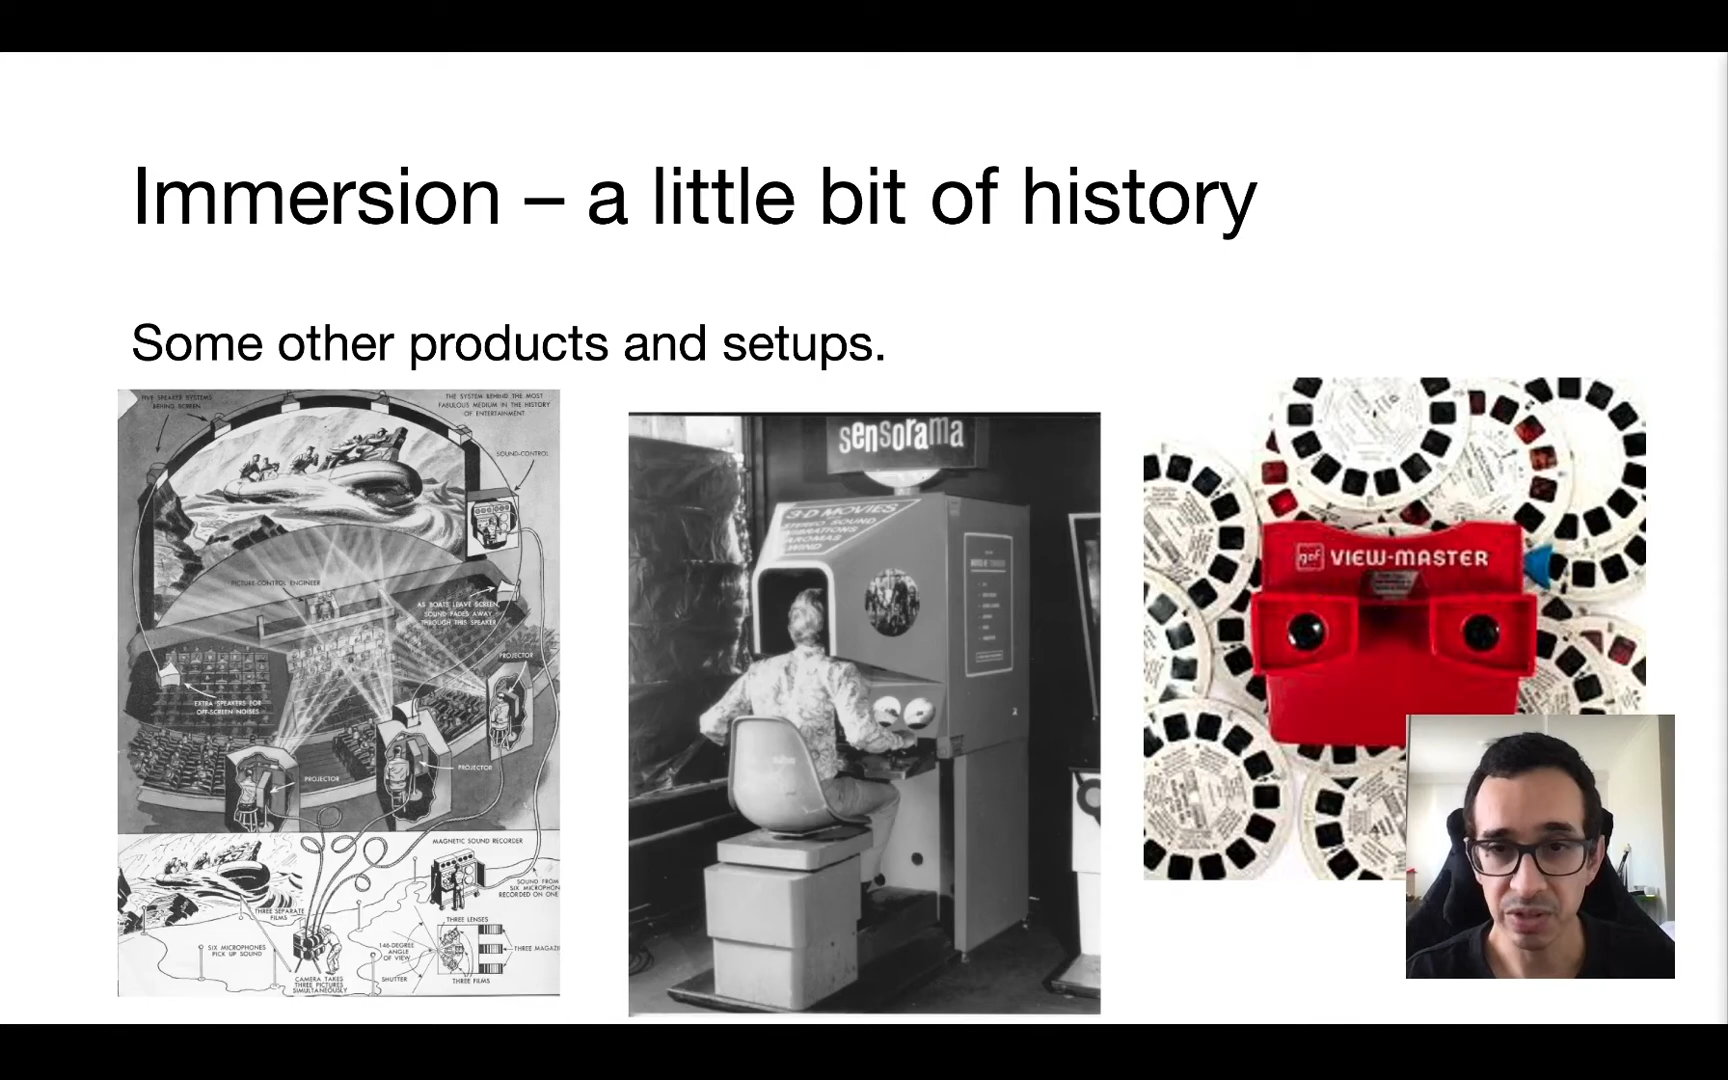 Immersion – a little bit of history
Some other products and setups.
FIVE SPEAKER SYSTEMS
BEHIND SCREEN
THE SYSTEM BEHIND THE MOST
FABULOUS MEDIUM IN THE HISTORY
OF ENTERTAINMENT
SOUND-CONTROL
PICTURE-CONTROL ENGINEER
AS BOATS LEAVE SCREEN,
SOUND FADES AWAY,
THROUGH THIS SPEAKER
PROJECTOR
EXTRA SPEAKERS FOR
OFF-SCREEN NOISES
PROJECTOR
PROJECTOR
MAGNETIC SOUND RECORDER
SOUND FROM
SIX MICROPHON
RECORDED ON ONE
THREE SEPARATE
FILMS
SIX MICROPHONES
PICK UP SOUND
CAMERA TAKES
THREE PICTURES
SIMULTANEOUSLY
THREE LENSES
146-DEGREE
ANGLE
OF VIEW
THREE MAGAZI
SHUTTER
THREE FILMS
sensorama
3-D MOVIES
STEREO SOUND
VIBRATIONS
AROMAS
WIND
gaf VIEW-MASTER